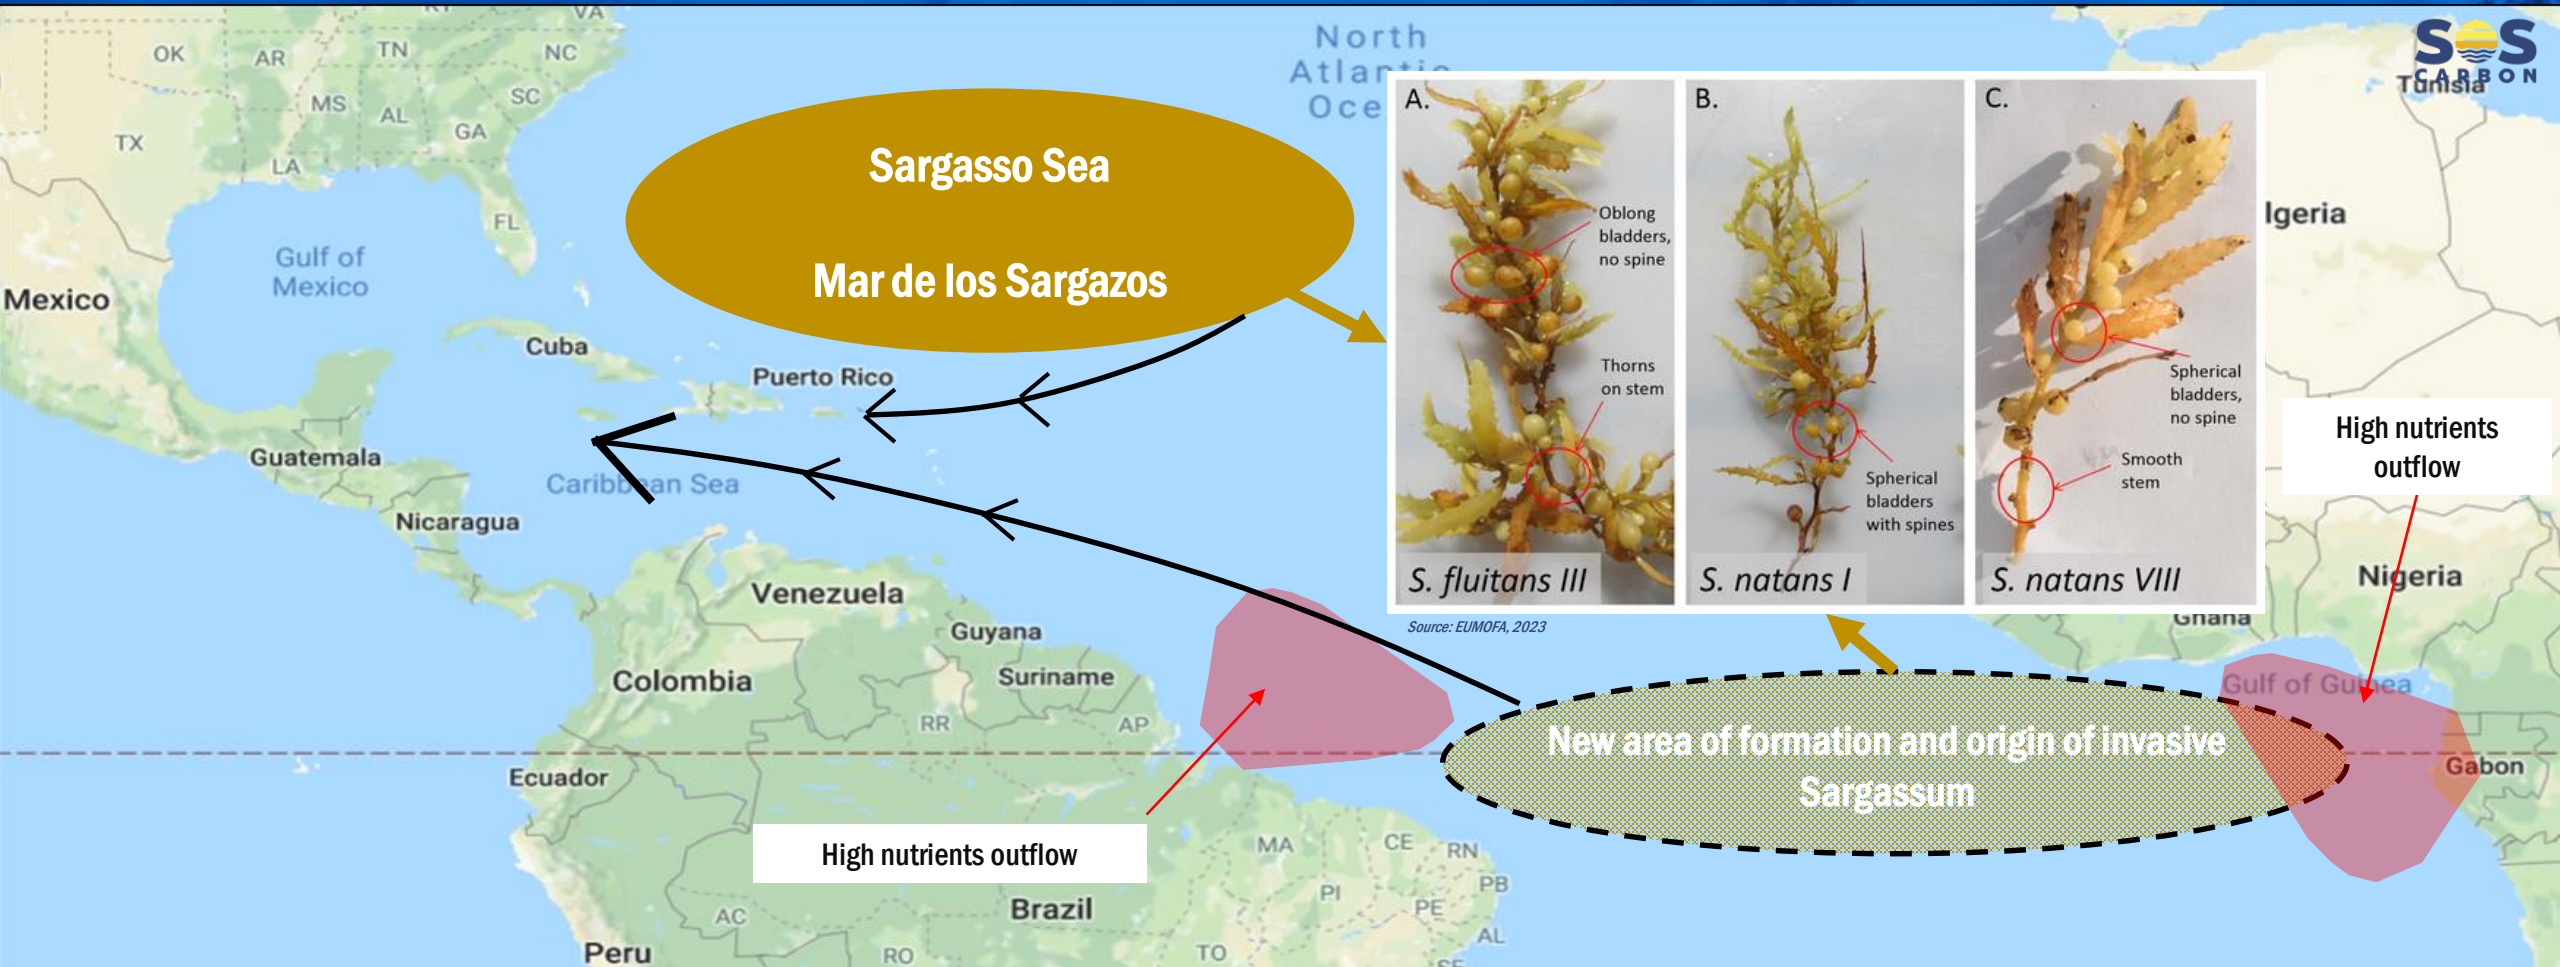 VA
OK
AR
TN
NC
MS
AL
SC
GA
TX
LA
FL
North
Atlantic
Oce
SOS
CARBON
Tunisia
Sargasso Sea
Mar de los Sargazos
Gulf of
Mexico
Mexico
Cuba
Puerto Rico
Guatemala
Caribbean Sea
Nicaragua
A.
Oblong
bladders,
no spine
Thorns
on stem
S. fluitans III
B.
Spherical
bladders
with spines
S. natans I
C.
Spherical
bladders,
no spine
Smooth
stem
S. natans VIII
Source: EUMOFA, 2023
lgeria
High nutrients
outflow
Nigeria
Ghana
Gulf of Guinea
Gabon
Venezuela
Guyana
Suriname
Colombia
RR
AP
Ecuador
New area of formation and origin of invasive
Sargassum
High nutrients outflow
MA
CE
RN
PB
PI
PE
AL
AC
Brazil
Peru
RO
TO
SE